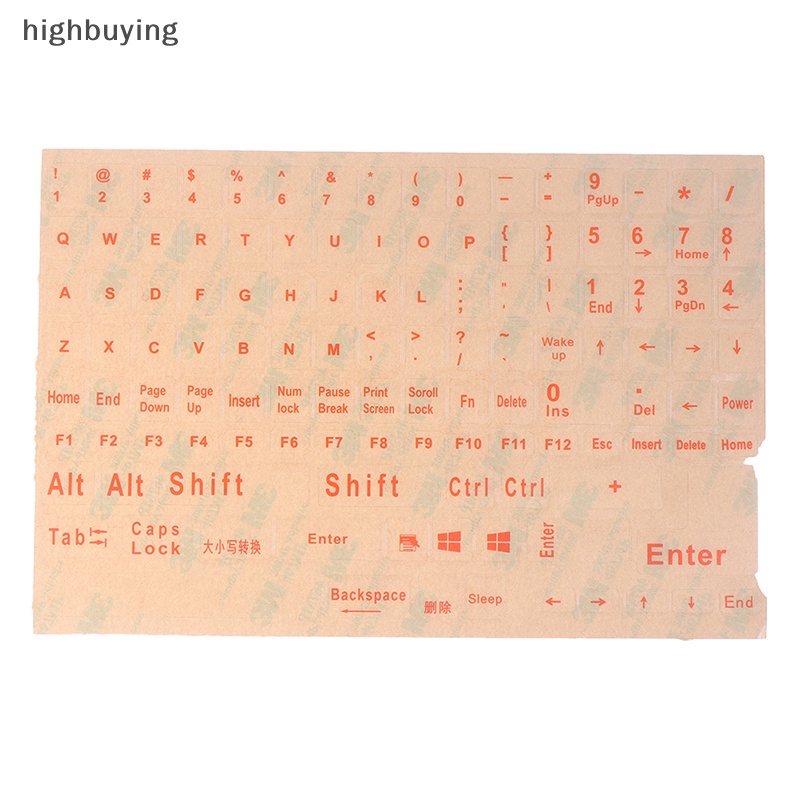 highbuying
! @ # $ % ^ & * ( ) — + 9 - * /
1 2 3 4 5 6 7 8 9 0 - = PgUp
Q W E R T Y U I O P { } 5 6 7 8
[ ] → Home ↑
A S D F G H J K L : " | 1 2 3 4
; ' \ End ↓ PgDn ←
Z X C V B N M < > ? ~ Wake ↑ ← → ↓
, . / ` up
Home End Page Page Insert Num Pause Print Soroll Fn Delete 0 . ← Power
Down Up lock Break Screen Lock Ins Del
F1 F2 F3 F4 F5 F6 F7 F8 F9 F10 F11 F12 Esc Insert Delete Home
Alt Alt Shift Shift Ctrl Ctrl +
Tab Caps Enter Enter Enter
Lock 大小写转换
Backspace 删除 Sleep ← → ↑ ↓ End
←